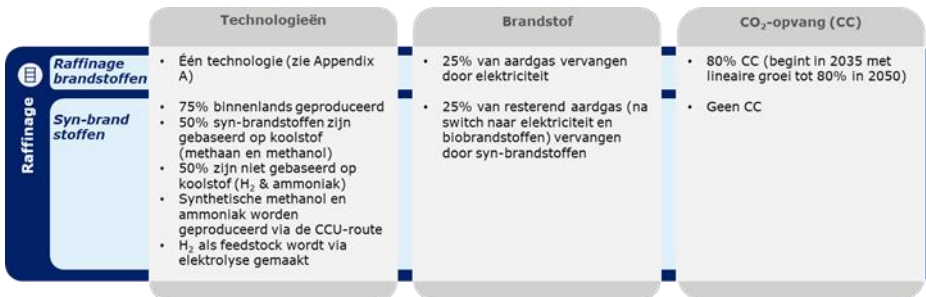 Technologieën
Brandstof
CO₂-opvang (CC)
Raffinage
Raffinage
brandstoffen
• Één technologie (zie Appendix
A)
• 25% van aardgas vervangen
door elektriciteit
• 80% CC (begint in 2035 met
lineaire groei tot 80% in 2050)
Syn-brand
stoffen
• 75% binnenlands geproduceerd
• 50% syn-brandstoffen zijn
gebaseerd op koolstof
(methaan en methanol)
• 50% zijn niet gebaseerd op
koolstof (H₂ & ammoniak)
• Synthetische methanol en
ammoniak worden
geproduceerd via de CCU-route
• H₂ als feedstock wordt via
elektrolyse gemaakt
• 25% van resterend aardgas (na
switch naar elektriciteit en
biobrandstoffen) vervangen
door syn-brandstoffen
• Geen CC